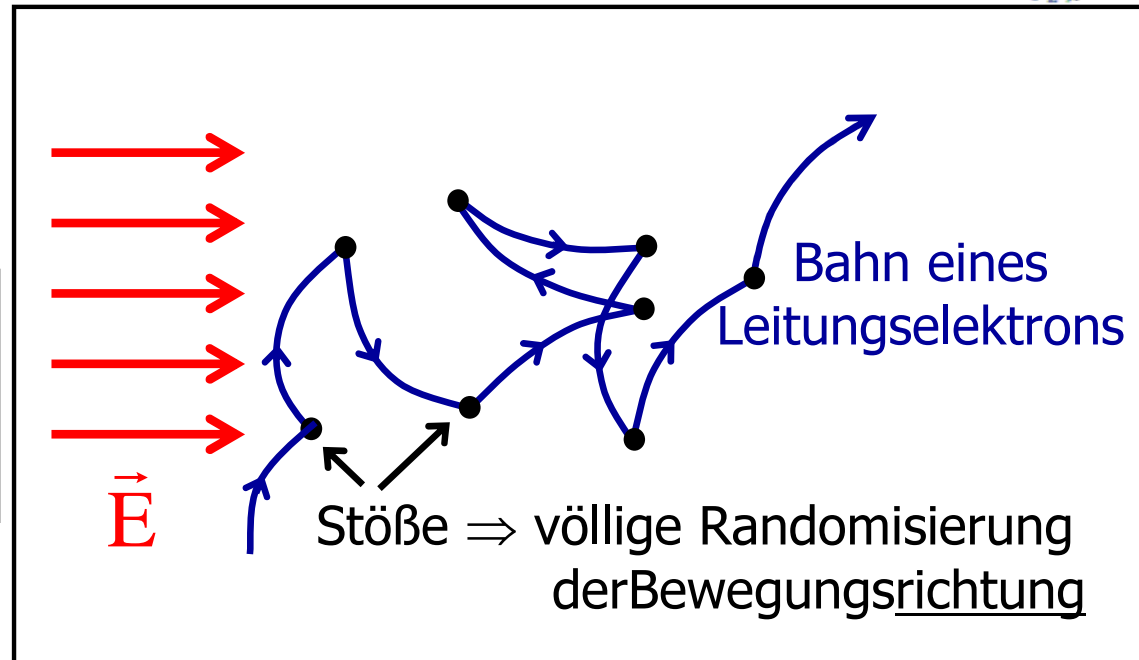 Bahn eines
Leitungselektrons
E
Stöße ⇒ völlige Randomisierung
derBewegungsrichtung